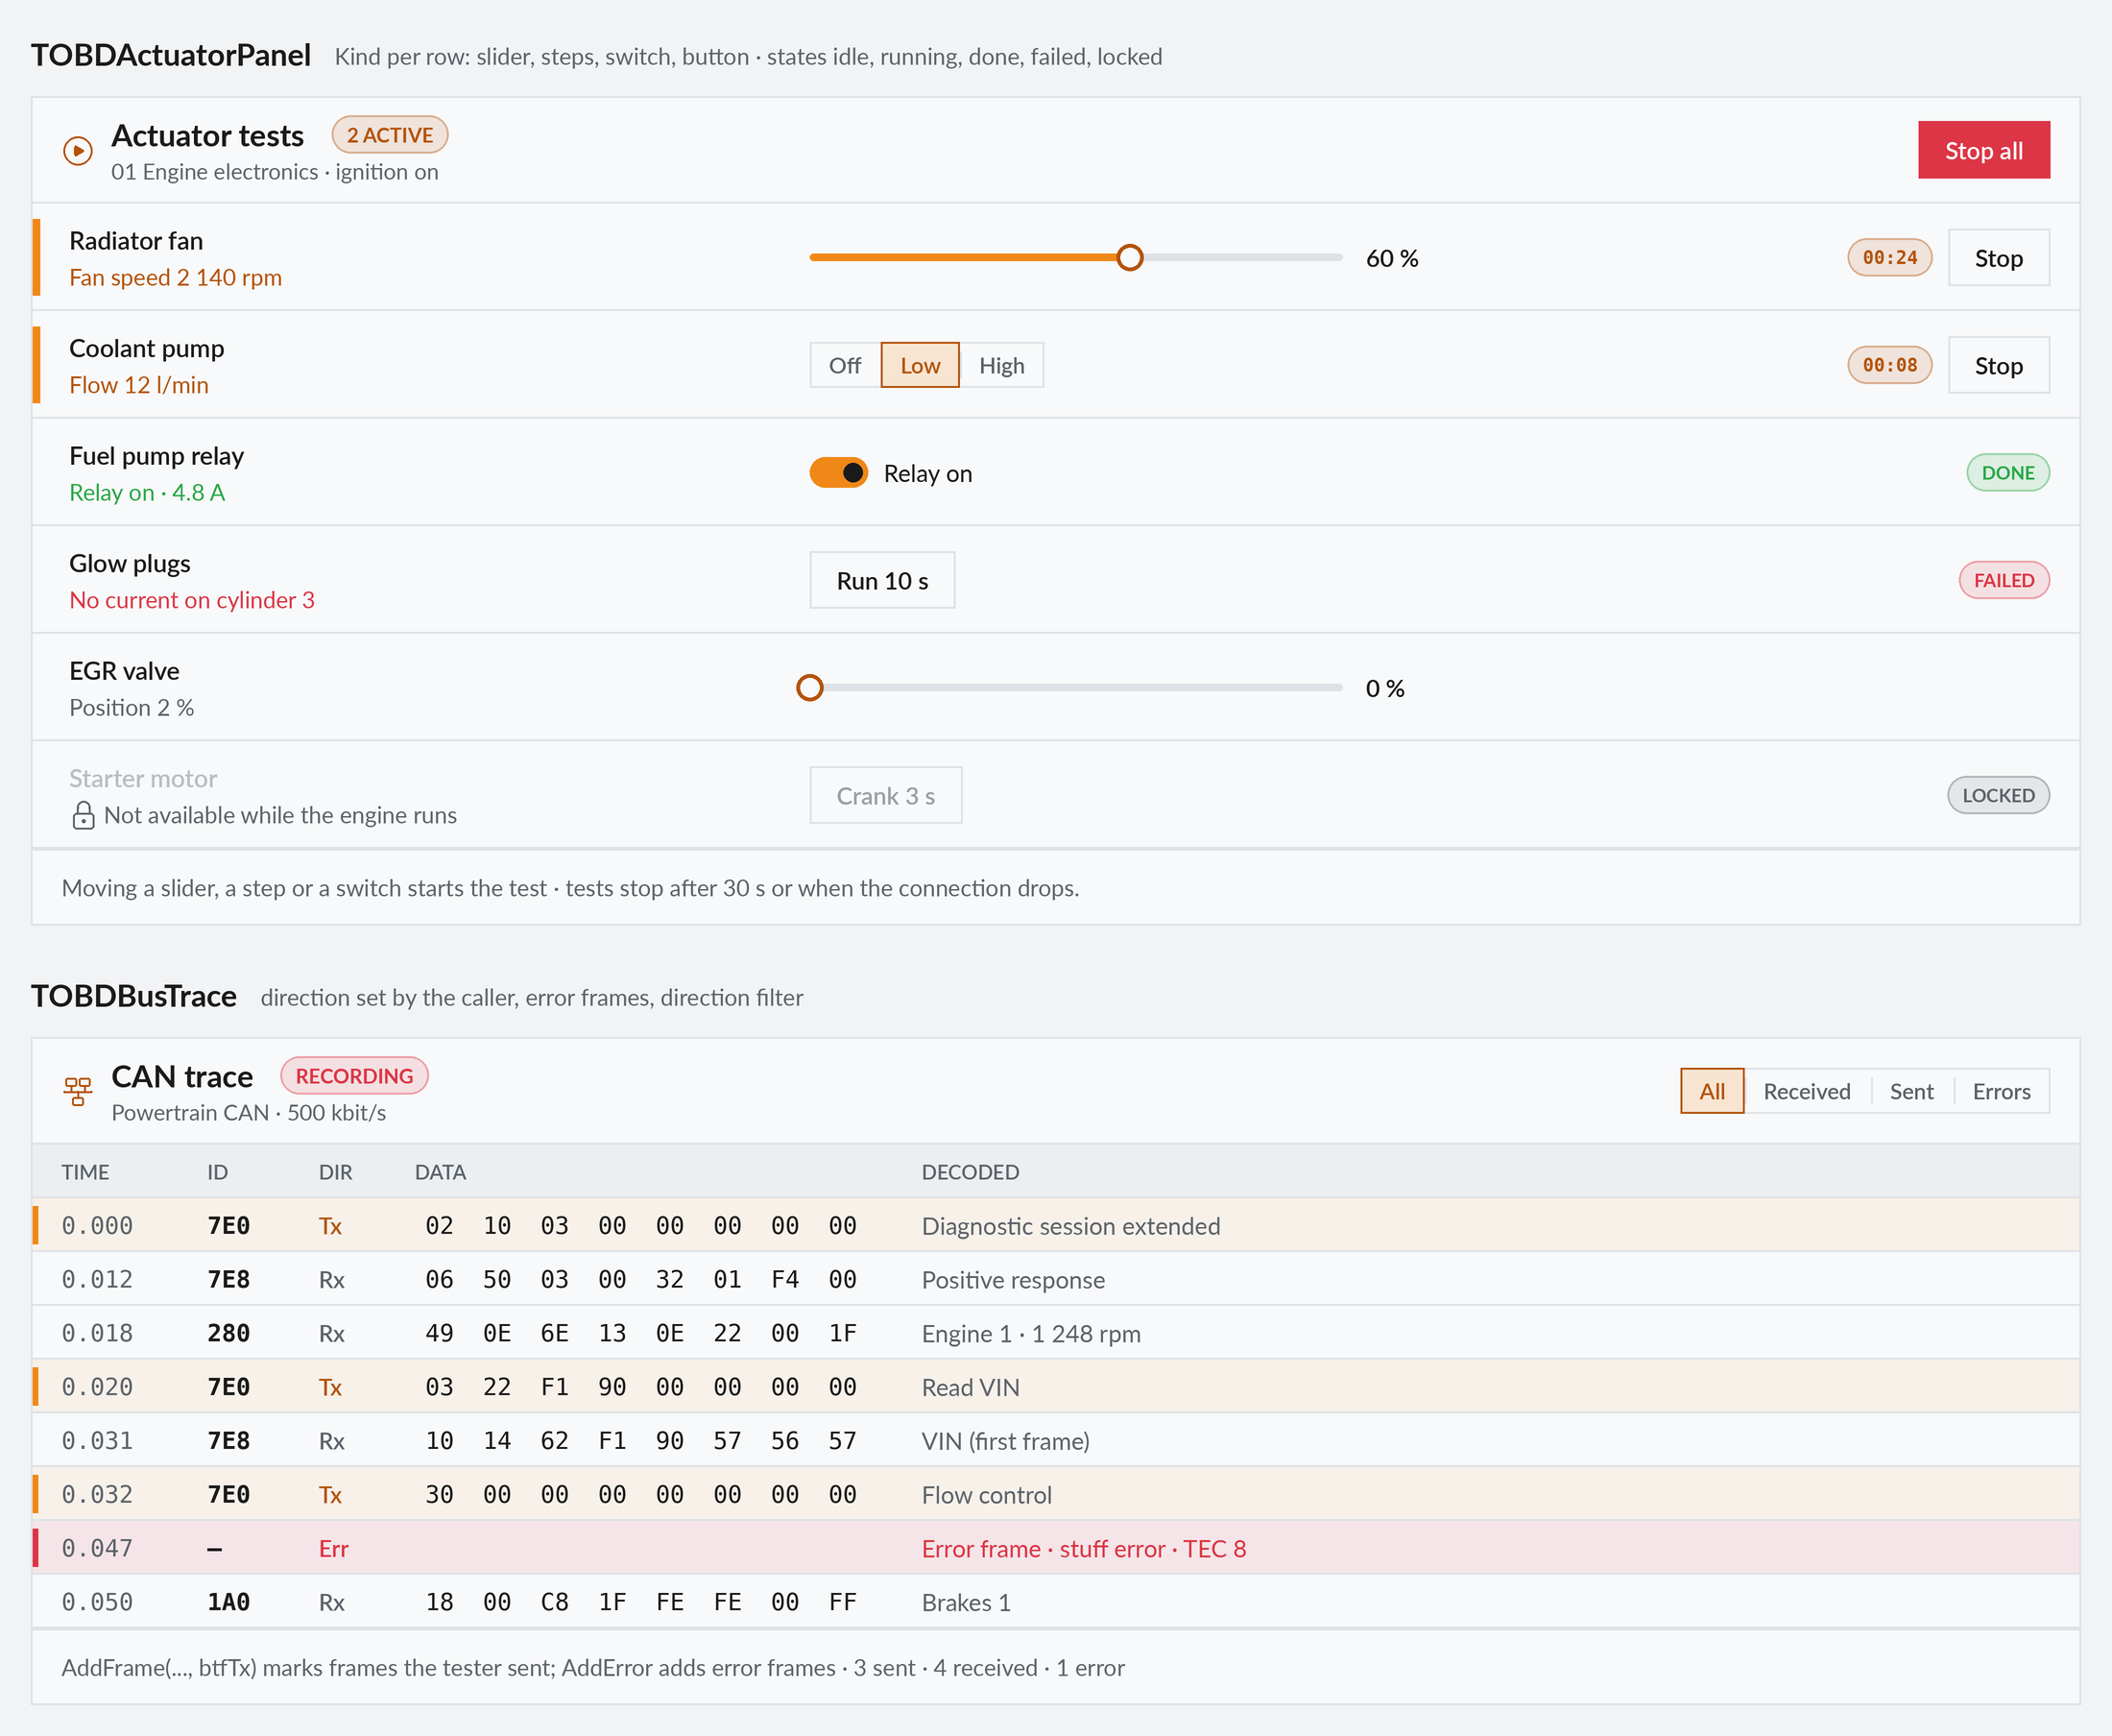 TOBDActuatorPanel Kind per row: slider, steps, switch, button · states idle, running, done, failed, locked
Actuator tests 2 ACTIVE
01 Engine electronics · ignition on
Stop all
Radiator fan
Fan speed 2 140 rpm
60 % 00:24 Stop
Coolant pump
Flow 12 l/min
Off Low High 00:08 Stop
Fuel pump relay
Relay on · 4.8 A
Relay on DONE
Glow plugs
No current on cylinder 3
Run 10 s FAILED
EGR valve
Position 2 %
0 %
Starter motor
Not available while the engine runs
Crank 3 s LOCKED
Moving a slider, a step or a switch starts the test · tests stop after 30 s or when the connection drops.
TOBDBusTrace direction set by the caller, error frames, direction filter
CAN trace RECORDING
Powertrain CAN · 500 kbit/s
All Received Sent Errors
TIME ID DIR DATA DECODED
0.000 7E0 Tx 02 10 03 00 00 00 00 00 Diagnostic session extended
0.012 7E8 Rx 06 50 03 00 32 01 F4 00 Positive response
0.018 280 Rx 49 0E 6E 13 0E 22 00 1F Engine 1 · 1 248 rpm
0.020 7E0 Tx 03 22 F1 90 00 00 00 00 Read VIN
0.031 7E8 Rx 10 14 62 F1 90 57 56 57 VIN (first frame)
0.032 7E0 Tx 30 00 00 00 00 00 00 00 Flow control
0.047 – Err Error frame · stuff error · TEC 8
0.050 1A0 Rx 18 00 C8 1F FE FE 00 FF Brakes 1
AddFrame(..., btfTx) marks frames the tester sent; AddError adds error frames · 3 sent · 4 received · 1 error